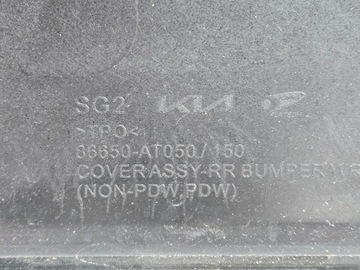 SG2 KIA
>TPO<
86650-AT050 / 150
COVER ASSY-RR BUMPER
(NON-PDW, PDW)